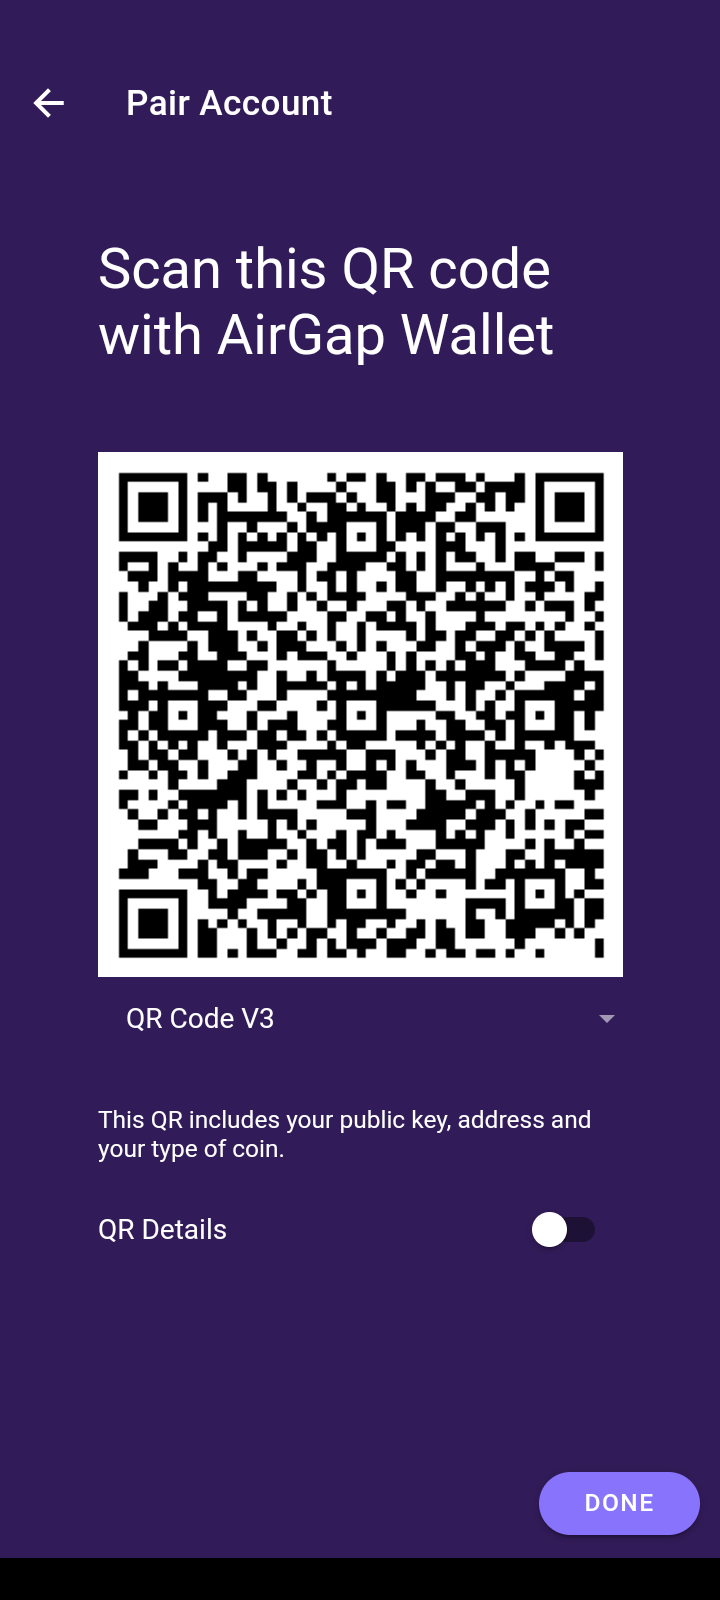 Pair Account
Scan this QR code
with AirGap Wallet
QR Code V3
This QR includes your public key, address and
your type of coin.
QR Details
DONE